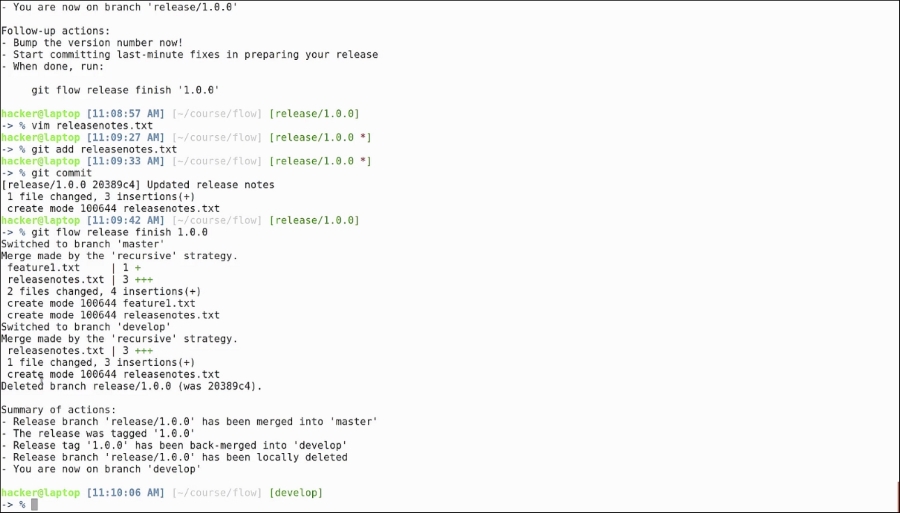 - You are now on branch 'release/1.0.0'
Follow-up actions:
- Bump the version number now!
- Start committing last-minute fixes in preparing your release
- When done, run:
git flow release finish '1.0.0'
hacker@laptop [11:08:57 AM] [~/course/flow] [release/1.0.0]
-> % vim releasenotes.txt
hacker@laptop [11:09:27 AM] [~/course/flow] [release/1.0.0 *]
-> % git add releasenotes.txt
hacker@laptop [11:09:33 AM] [~/course/flow] [release/1.0.0 *]
-> % git commit
[release/1.0.0 20389c4] Updated release notes
1 file changed, 3 insertions(+)
create mode 100644 releasenotes.txt
hacker@laptop [11:09:42 AM] [~/course/flow] [release/1.0.0]
-> % git flow release finish 1.0.0
Switched to branch 'master'
Merge made by the 'recursive' strategy.
feature1.txt | 1 +
releasenotes.txt | 3 +++
2 files changed, 4 insertions(+)
create mode 100644 feature1.txt
create mode 100644 releasenotes.txt
Switched to branch 'develop'
Merge made by the 'recursive' strategy.
releasenotes.txt | 3 +++
1 file changed, 3 insertions(+)
create mode 100644 releasenotes.txt
Deleted branch release/1.0.0 (was 20389c4).
Summary of actions:
- Release branch 'release/1.0.0' has been merged into 'master'
- The release was tagged '1.0.0'
- Release tag '1.0.0' has been back-merged into 'develop'
- Release branch 'release/1.0.0' has been locally deleted
- You are now on branch 'develop'
hacker@laptop [11:10:06 AM] [~/course/flow] [develop]
-> %